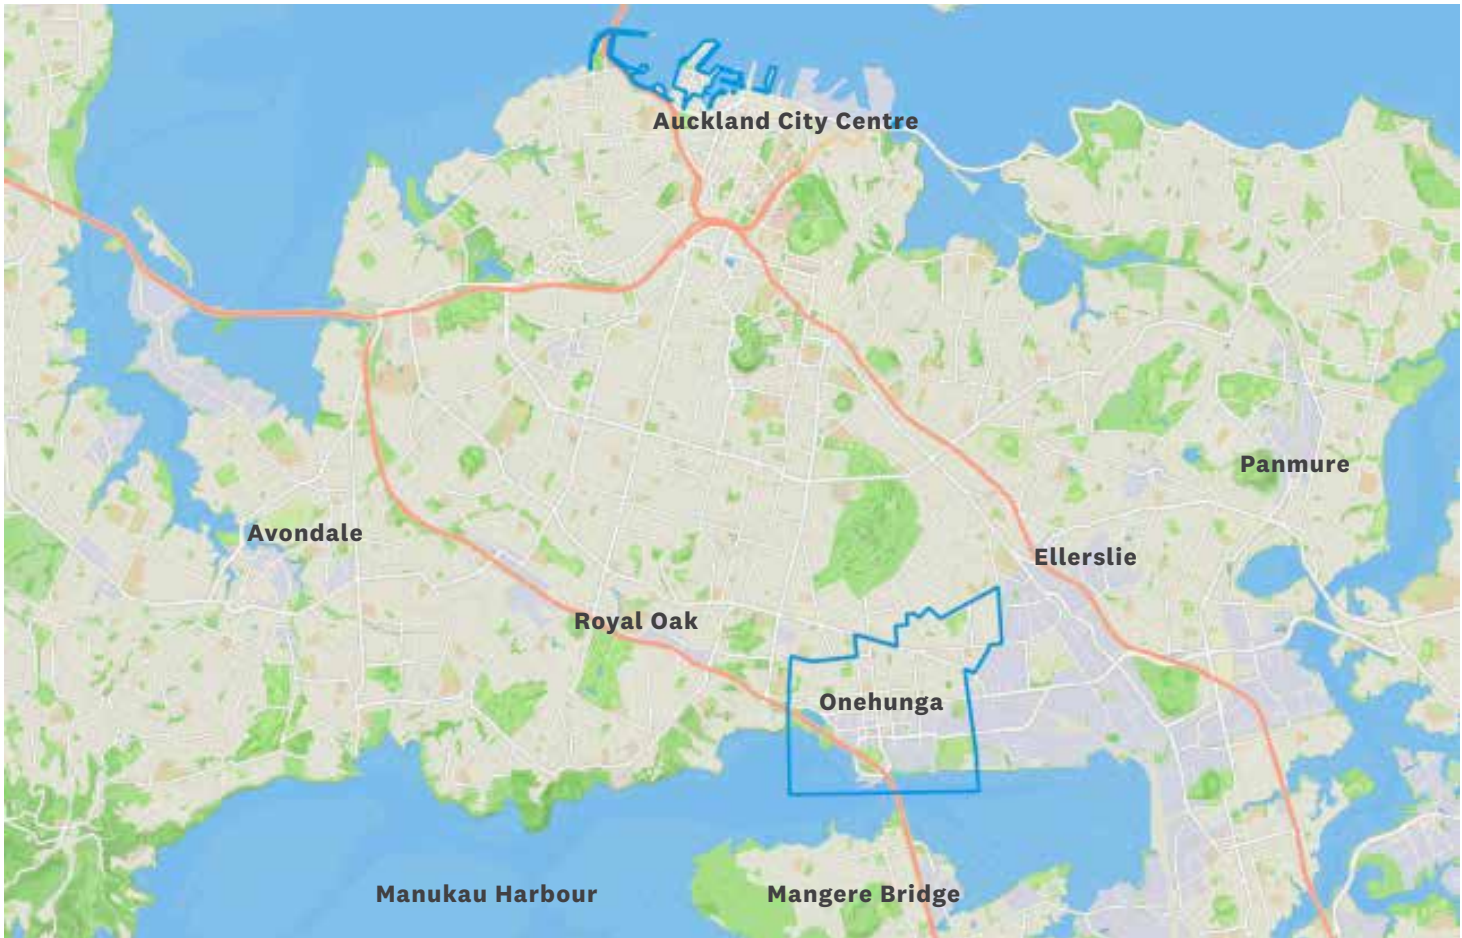 Auckland City Centre
Panmure
Avondale
Ellerslie
Royal Oak
Onehunga
Manukau Harbour
Mangere Bridge